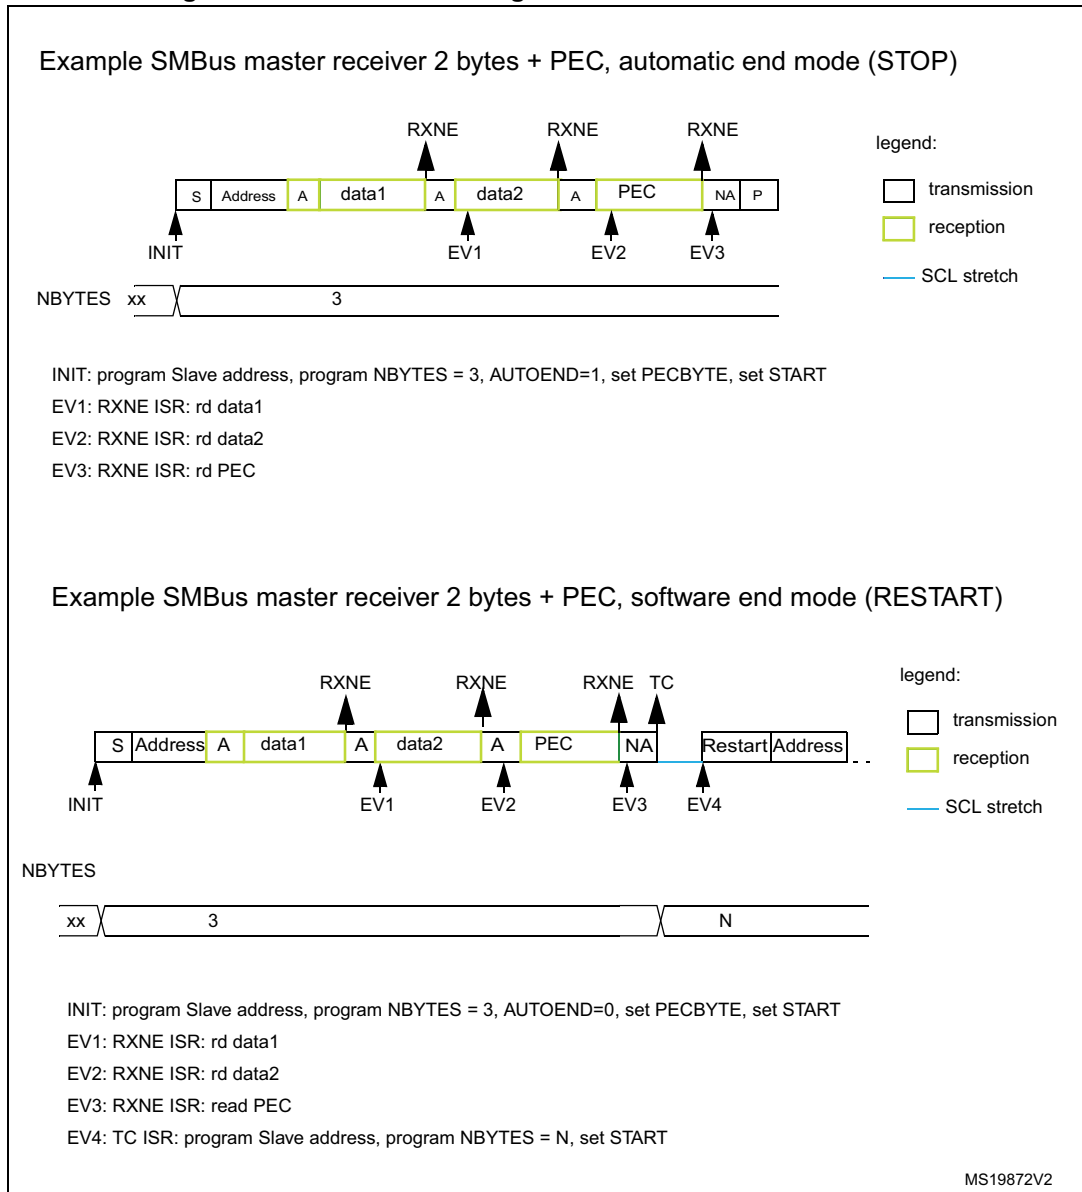 Example SMBus master receiver 2 bytes + PEC, automatic end mode (STOP)
RXNE RXNE RXNE
legend:
S Address A data1 A data2 A PEC NA P
transmission
reception
INIT EV1 EV2 EV3
SCL stretch
NBYTES xx 3
INIT: program Slave address, program NBYTES = 3, AUTOEND=1, set PECBYTE, set START
EV1: RXNE ISR: rd data1
EV2: RXNE ISR: rd data2
EV3: RXNE ISR: rd PEC
Example SMBus master receiver 2 bytes + PEC, software end mode (RESTART)
RXNE RXNE RXNE TC
legend:
transmission
S Address A data1 A data2 A PEC NA Restart Address
reception
INIT EV1 EV2 EV3 EV4
SCL stretch
NBYTES
xx 3 N
INIT: program Slave address, program NBYTES = 3, AUTOEND=0, set PECBYTE, set START
EV1: RXNE ISR: rd data1
EV2: RXNE ISR: rd data2
EV3: RXNE ISR: read PEC
EV4: TC ISR: program Slave address, program NBYTES = N, set START
MS19872V2